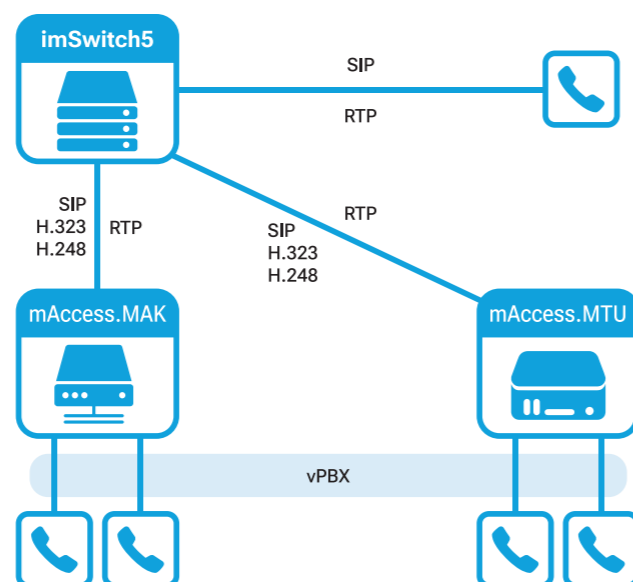 imSwitch5
SIP
RTP
SIP
H.323
H.248
RTP
RTP
SIP
H.323
H.248
mAccess.MAK
mAccess.MTU
vPBX